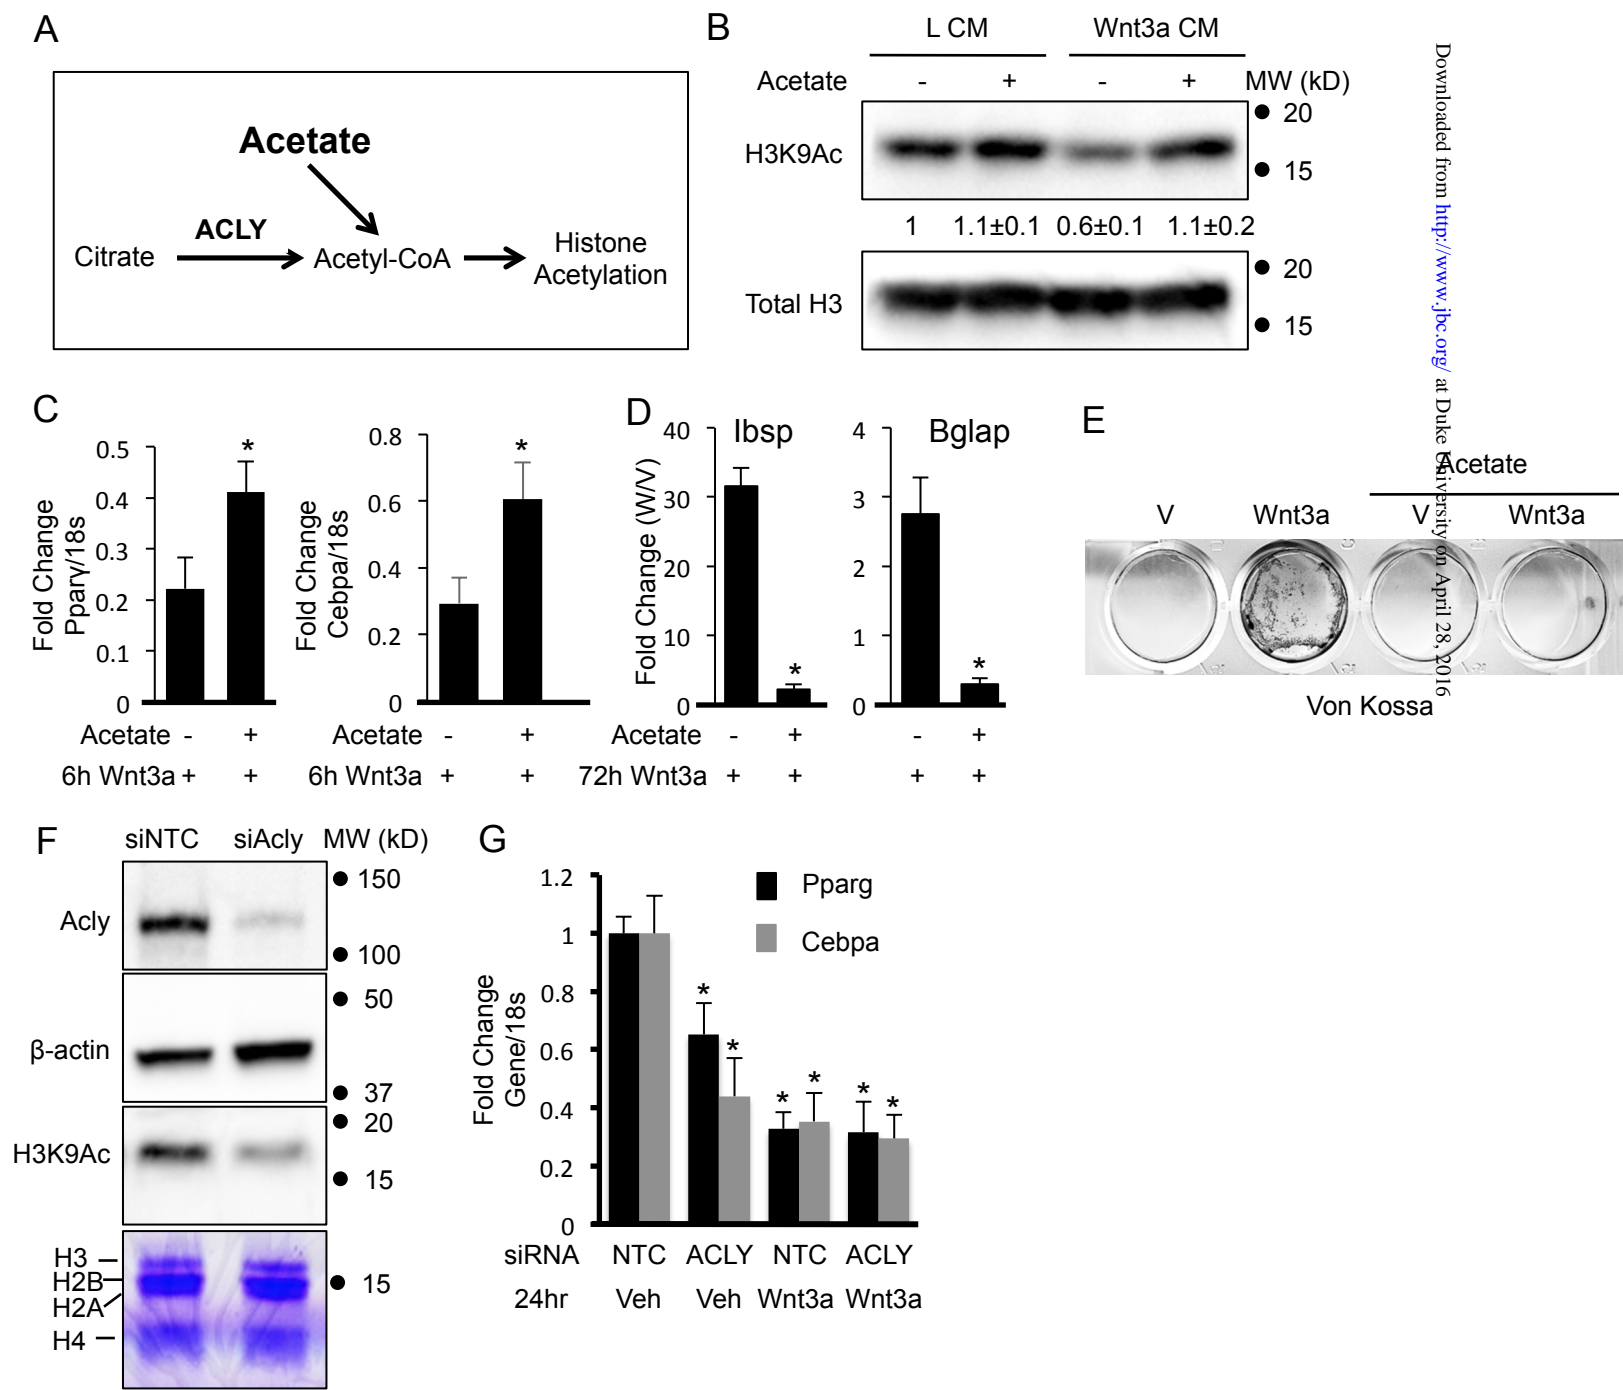 A
Acetate
ACLY
Citrate
Acetyl-CoA
Histone
Acetylation
B
L CM
Wnt3a CM
Acetate - + - + MW (kD)
H3K9Ac
20
15
1 1.1±0.1 0.6±0.1 1.1±0.2
Total H3
20
15
C
Fold Change
Pparγ/18s
0.5
0.4
0.3
0.2
0.1
0
*
Acetate - +
6h Wnt3a + +
Fold Change
Cebpa/18s
0.8
0.6
0.4
0.2
0
*
Acetate - +
6h Wnt3a + +
D
Ibsp
Fold Change (W/V)
40
30
20
10
0
*
Bglap
4
3
2
1
0
*
Acetate - + - +
72h Wnt3a + + + +
E
Acetate
V Wnt3a V Wnt3a
Von Kossa
Downloaded from http://www.jbc.org/ at Duke University on April 28, 2016
F
siNTC siAcly MW (kD)
Acly
150
100
β-actin
50
37
H3K9Ac
20
15
H3
H2B
H2A
H4
15
G
Fold Change
Gene/18s
1.2
1
0.8
0.6
0.4
0.2
0
Pparg
Cebpa
* * * * * *
siRNA NTC ACLY NTC ACLY
24hr Veh Veh Wnt3a Wnt3a